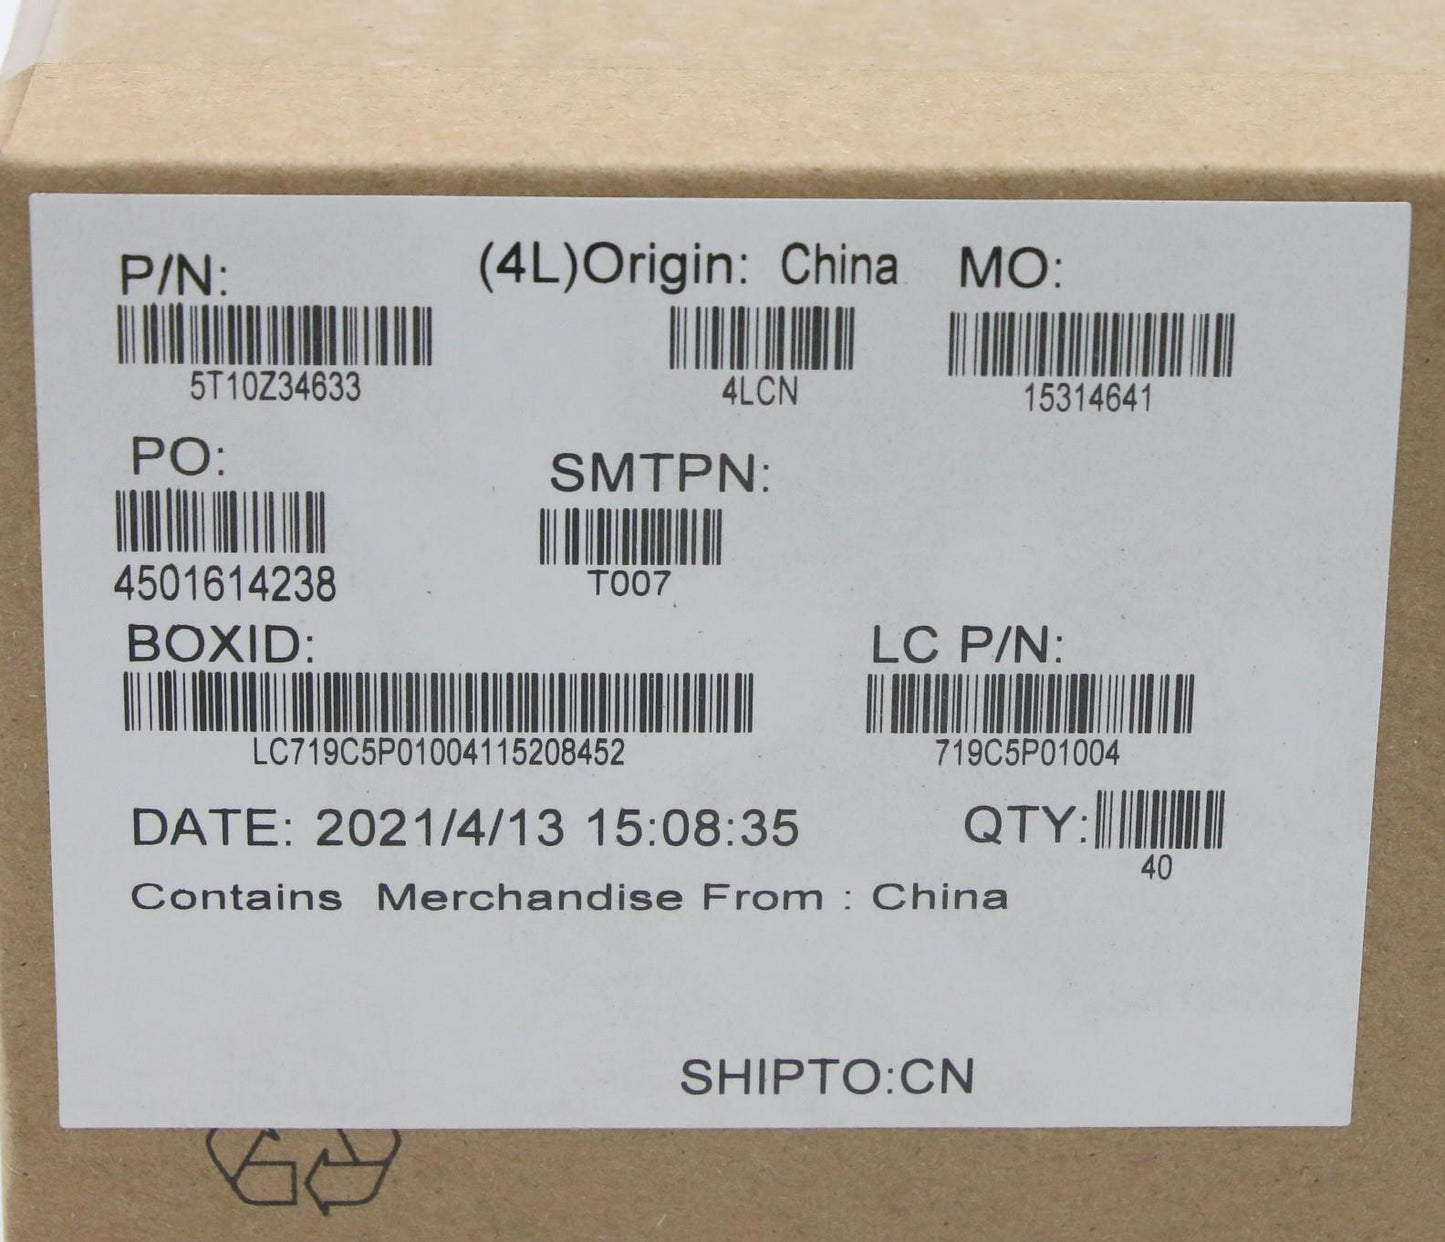 P/N: (4L)Origin: China MO:
5T10Z34633 4LCN 15314641
PO: SMTPN:
4501614238 T007
BOXID: LC P/N:
LC719C5P01004115208452 719C5P01004
DATE: 2021/4/13 15:08:35 QTY:
40
Contains Merchandise From : China
SHIPTO:CN